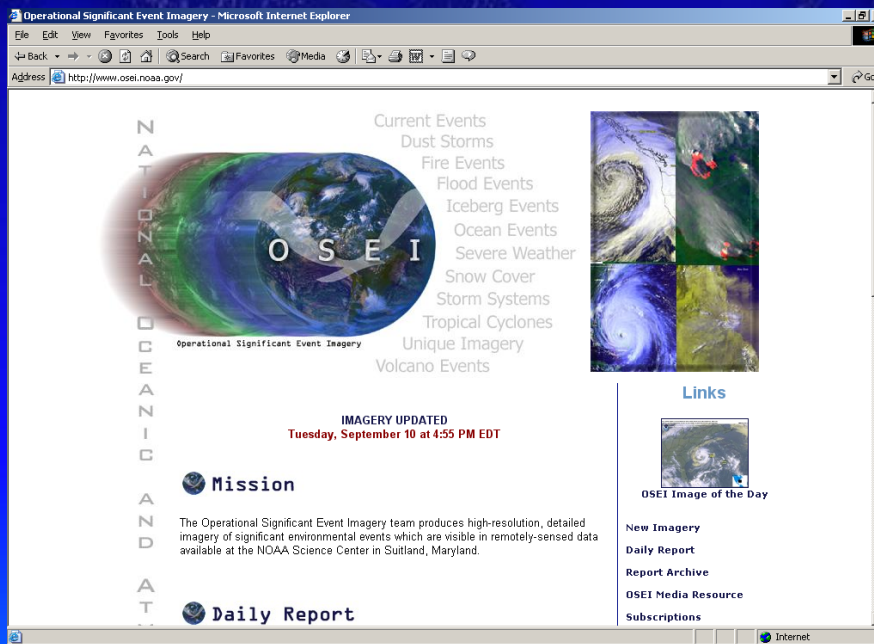 Operational Significant Event Imagery - Microsoft Internet Explorer
File Edit View Favorites Tools Help
Back Search Favorites Media
Address http://www.osei.noaa.gov/ Go
NATIONAL OCEANIC AND AT
Current Events
Dust Storms
Fire Events
Flood Events
Iceberg Events
Ocean Events
Severe Weather
Snow Cover
Storm Systems
Tropical Cyclones
Unique Imagery
Volcano Events
O S E I
Operational Significant Event Imagery
IMAGERY UPDATED
Tuesday, September 10 at 4:55 PM EDT
Mission
The Operational Significant Event Imagery team produces high-resolution, detailed
imagery of significant environmental events which are visible in remotely-sensed data
available at the NOAA Science Center in Suitland, Maryland.
Daily Report
Links
OSEI Image of the Day
New Imagery
Daily Report
Report Archive
OSEI Media Resource
Subscriptions
Internet